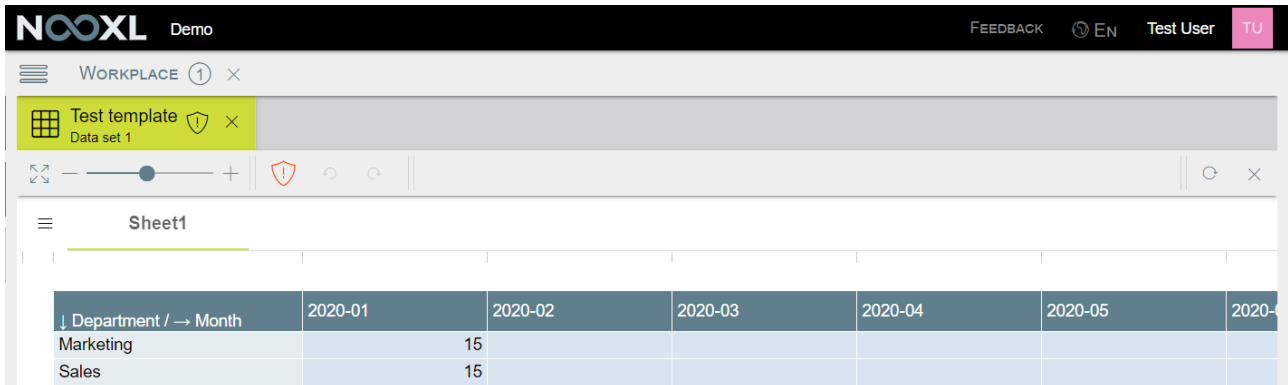 NOOXL Demo FEEDBACK EN Test User TU
WORKPLACE 1
Test template
Data set 1
Sheet1
↓ Department / → Month 2020-01 2020-02 2020-03 2020-04 2020-05 2020-
Marketing 15
Sales 15